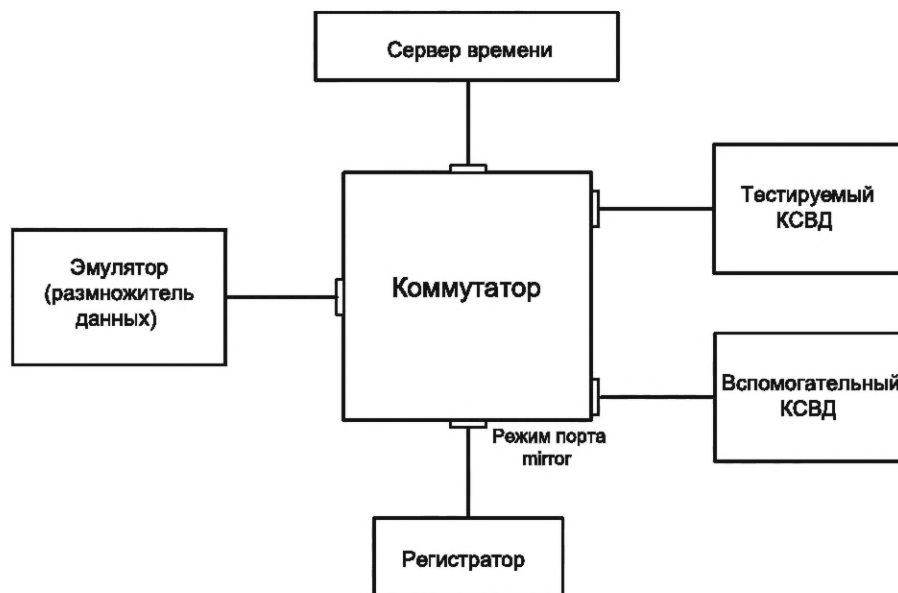 Сервер времени
Тестируемый
КСВД
Эмулятор
(размножитель
данных)
Коммутатор
Вспомогательный
КСВД
Режим порта
mirror
Регистратор